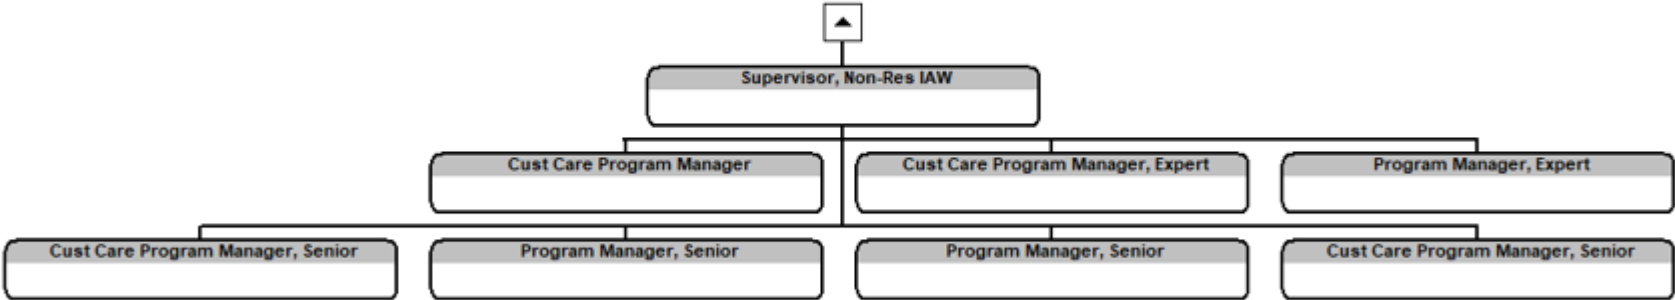 Supervisor, Non-Res IAW
Cust Care Program Manager
Cust Care Program Manager, Expert
Program Manager, Expert
Cust Care Program Manager, Senior
Program Manager, Senior
Program Manager, Senior
Cust Care Program Manager, Senior